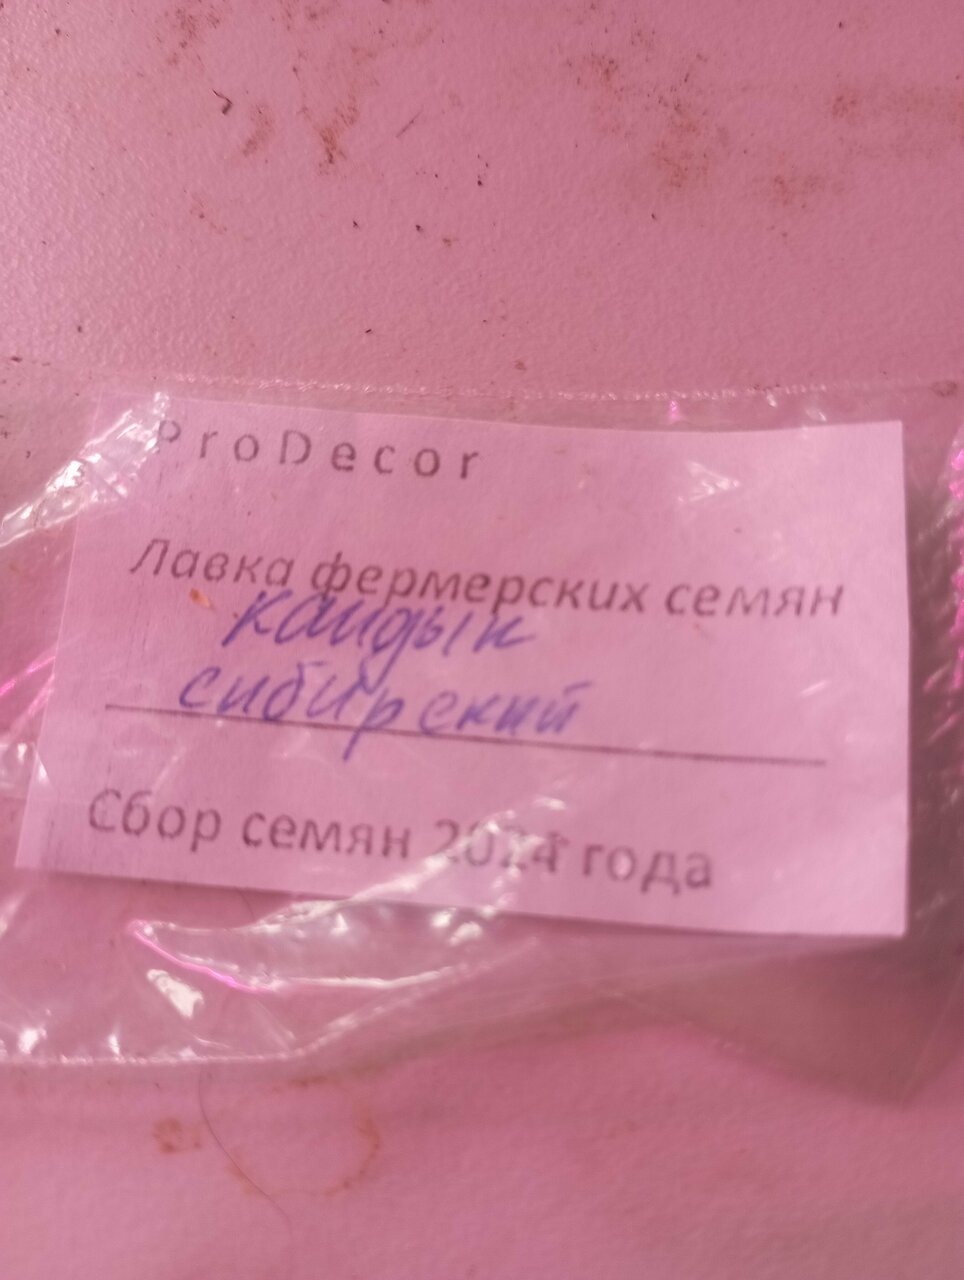 ProDecor
Лавка фермерских семян
кандык
сибирский
Сбор семян 2024 года